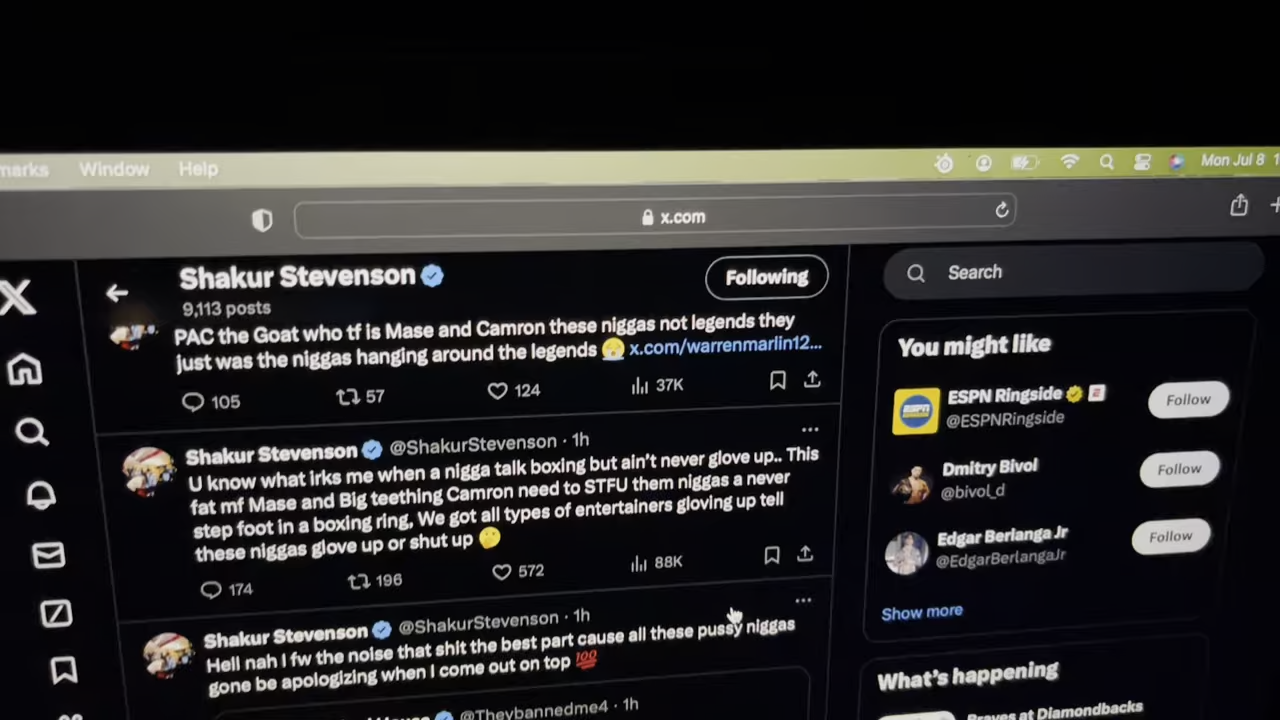 marks Window Help Mon Jul 8 1
x.com
Shakur Stevenson
9,113 posts
Following
PAC the Goat who tf is Mase and Camron these niggas not legends they
just was the niggas hanging around the legends 😭 x.com/warrenmarlin12...
105 57 124 37K
Shakur Stevenson @ShakurStevenson · 1h
U know what irks me when a nigga talk boxing but ain't never glove up.. This
fat mf Mase and Big teething Camron need to STFU them niggas a never
step foot in a boxing ring, We got all types of entertainers gloving up tell
these niggas glove up or shut up 🤔
174 196 572 88K
Shakur Stevenson @ShakurStevenson · 1h
Hell nah I fw the noise that shit the best part cause all these pussy niggas
gone be apologizing when I come out on top 💯
@Theybannedme4 · 1h
Search
You might like
ESPN Ringside
@ESPNRingside
Follow
Dmitry Bivol
@bivol_d
Follow
Edgar Berlanga Jr
@EdgarBerlangaJr
Follow
Show more
What's happening
Braves at Diamondbacks